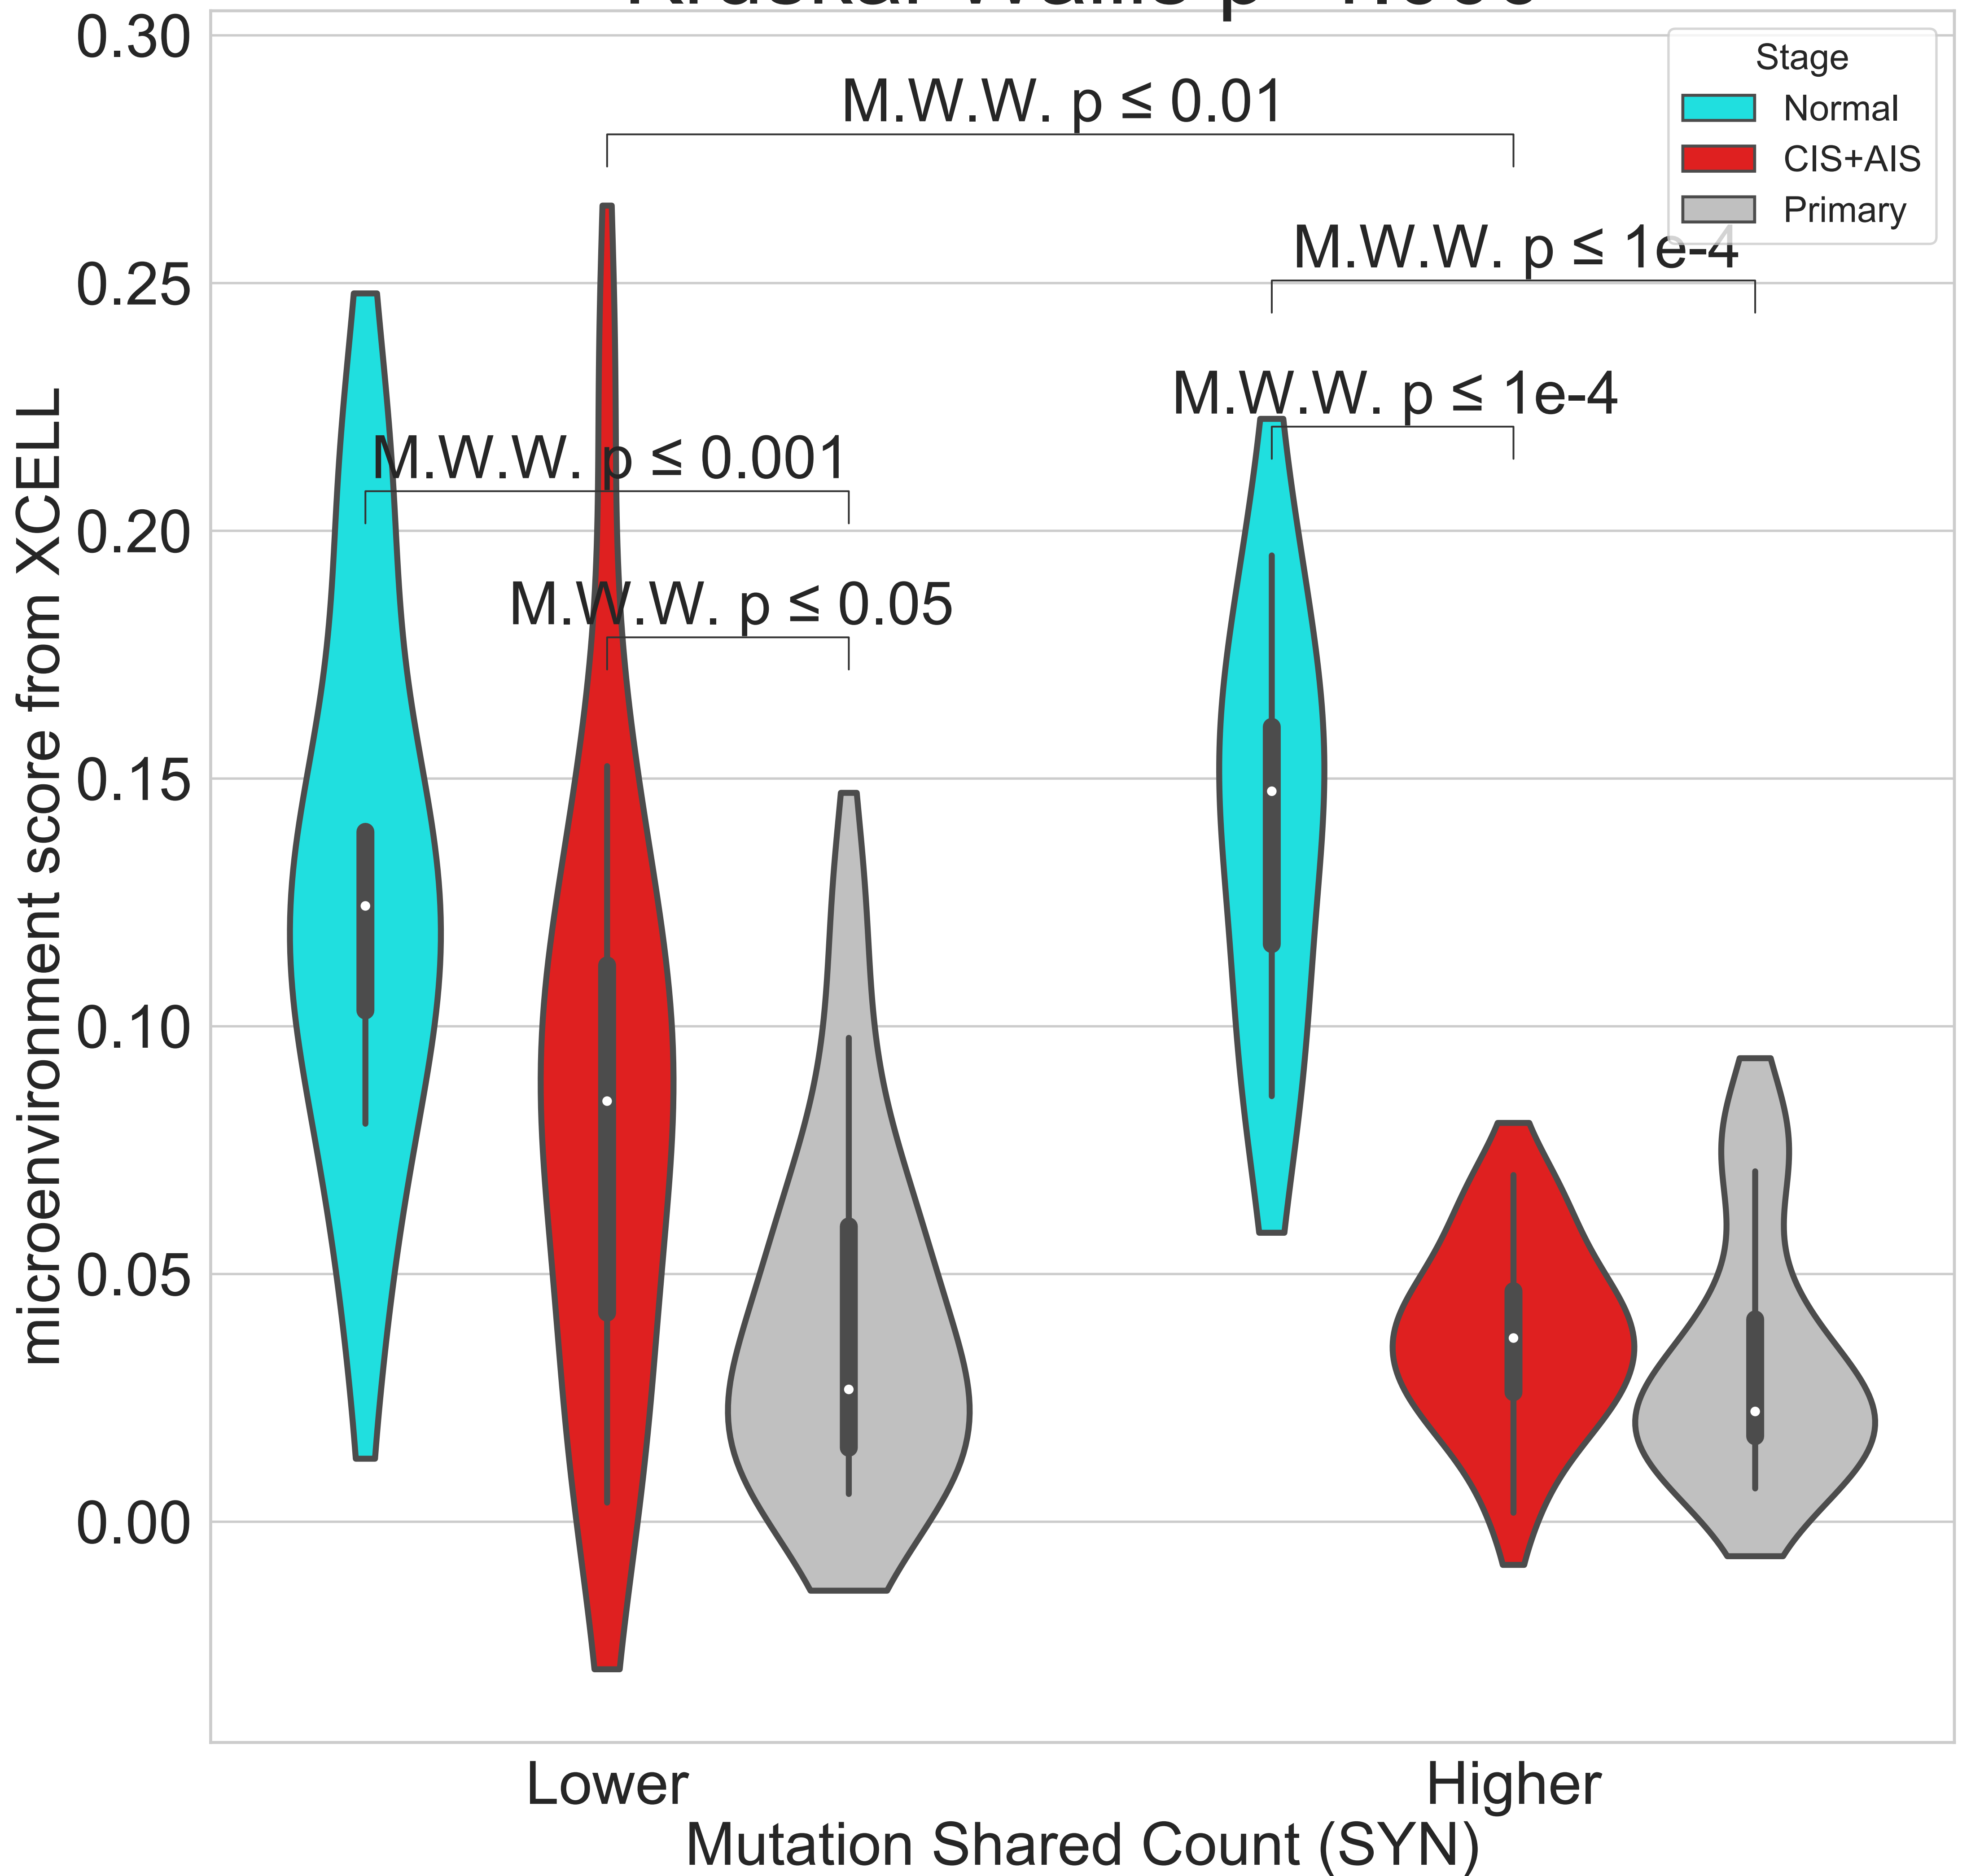 0.30
0.25
0.20
0.15
0.10
0.05
0.00
microenvironment score from XCELL
Stage
Normal
CIS+AIS
Primary
M.W.W. p ≤ 0.01
M.W.W. p ≤ 1e-4
M.W.W. p ≤ 1e-4
M.W.W. p ≤ 0.001
M.W.W. p ≤ 0.05
Lower
Higher
Mutation Shared Count (SYN)